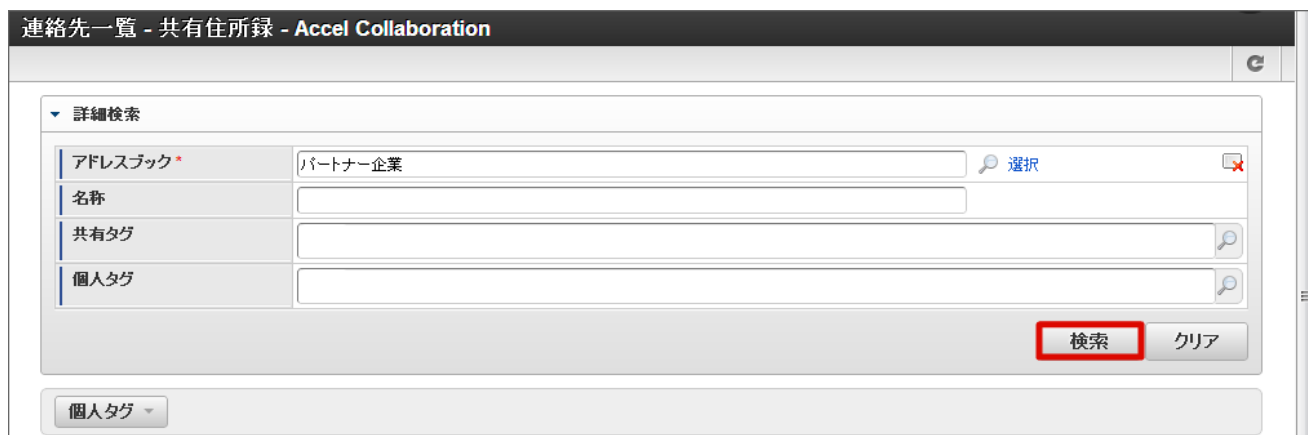 連絡先一覧 - 共有住所録 - Accel Collaboration
詳細検索
アドレスブック* パートナー企業 選択
名称
共有タグ
個人タグ
検索 クリア
個人タグ